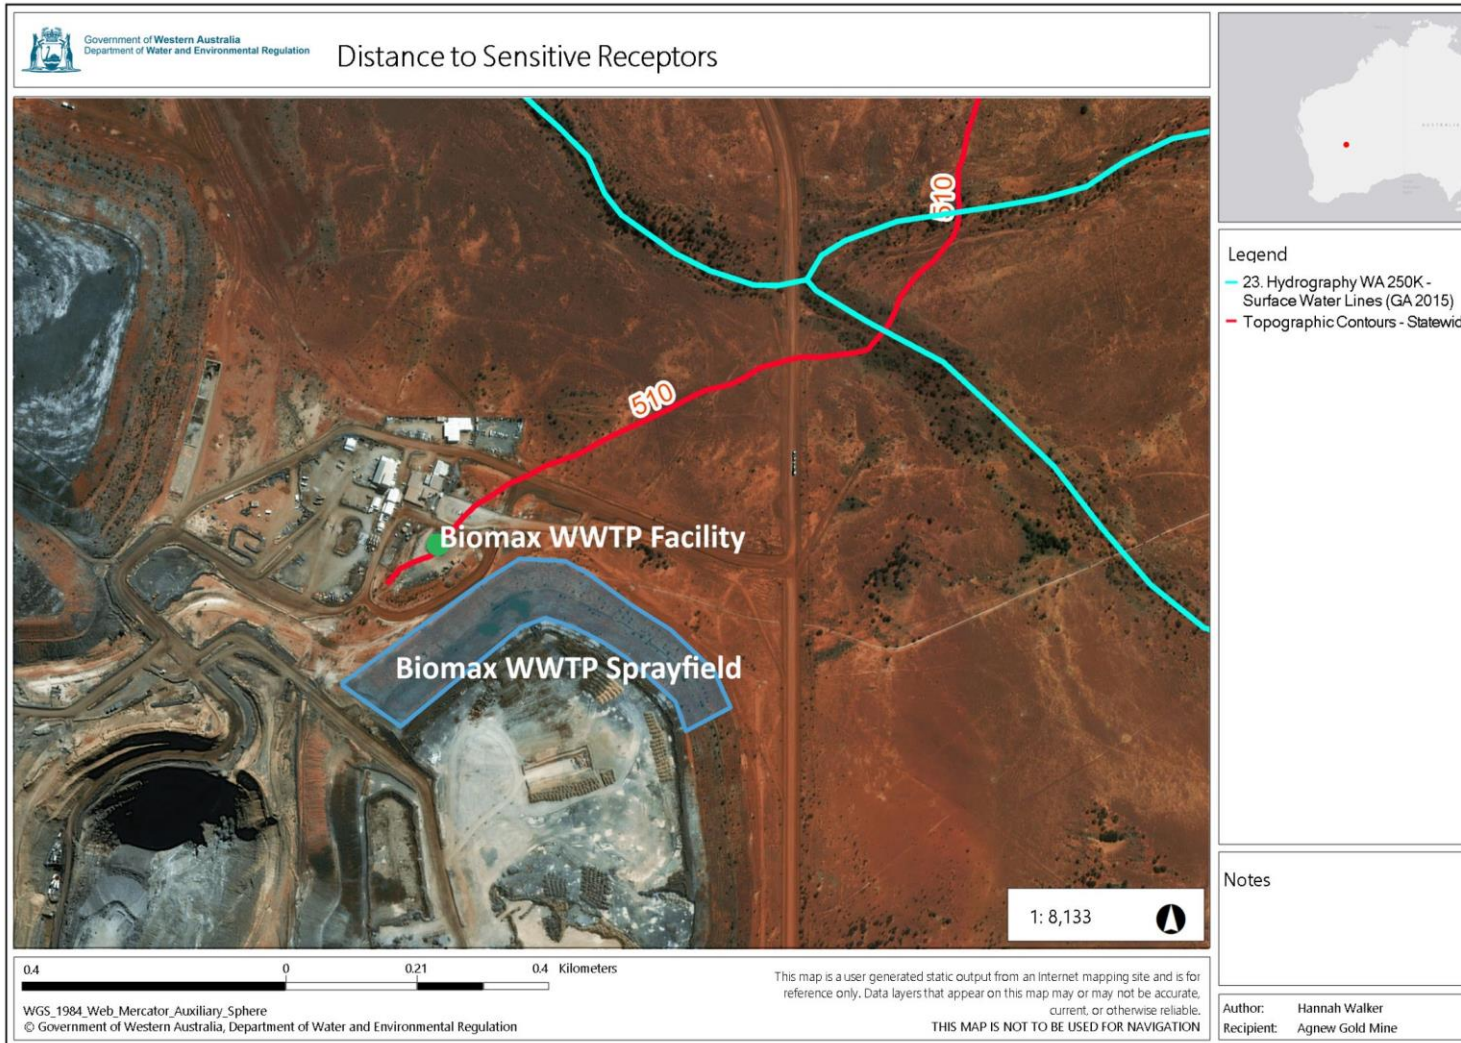 Government of Western Australia
Department of Water and Environmental Regulation
Distance to Sensitive Receptors
AUSTRALIA
510
510
Biomax WWTP Facility
Biomax WWTP Sprayfield
1: 8,133
Legend
23. Hydrography WA 250K -
Surface Water Lines (GA 2015)
Topographic Contours - Statewid
Notes
0.4 0 0.21 0.4 Kilometers
WGS_1984_Web_Mercator_Auxiliary_Sphere
© Government of Western Australia, Department of Water and Environmental Regulation
This map is a user generated static output from an Internet mapping site and is for
reference only. Data layers that appear on this map may or may not be accurate,
current, or otherwise reliable.
THIS MAP IS NOT TO BE USED FOR NAVIGATION
Author: Hannah Walker
Recipient: Agnew Gold Mine